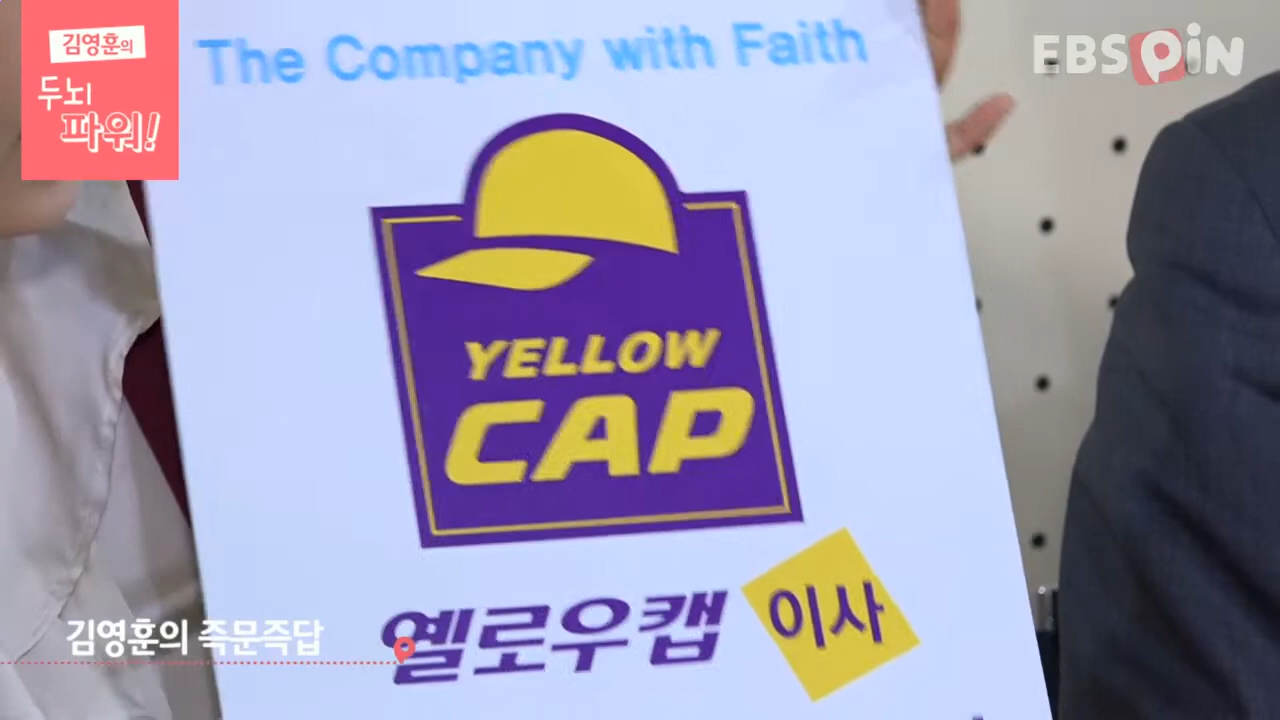 김영훈의
두뇌
파워!
EBS PiN
The Company with Faith
YELLOW
CAP
옐로우캡 이사
김영훈의 즉문즉답